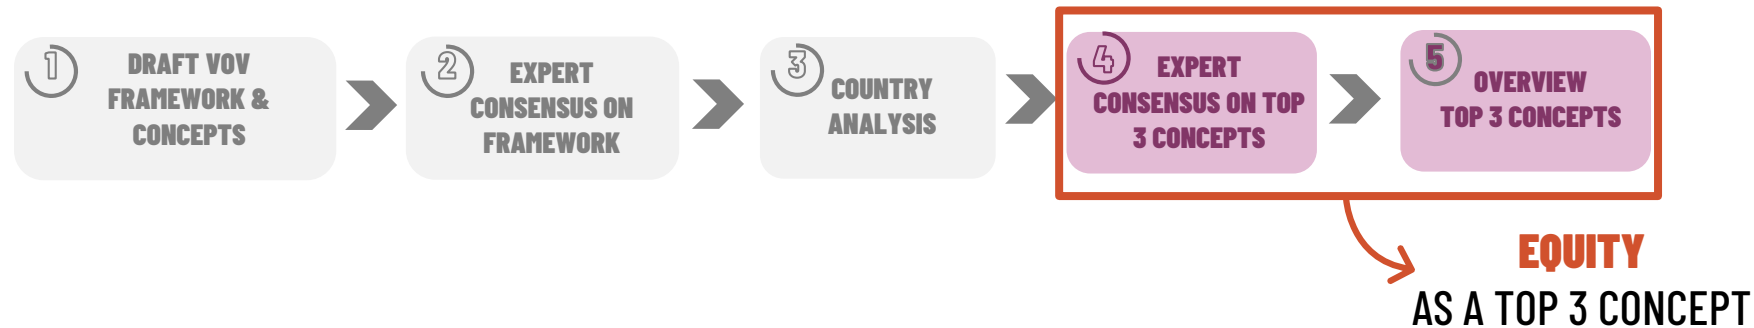 1
DRAFT VOV
FRAMEWORK &
CONCEPTS
2
EXPERT
CONSENSUS ON
FRAMEWORK
3
COUNTRY
ANALYSIS
4
EXPERT
CONSENSUS ON TOP
3 CONCEPTS
5
OVERVIEW
TOP 3 CONCEPTS
EQUITY
AS A TOP 3 CONCEPT